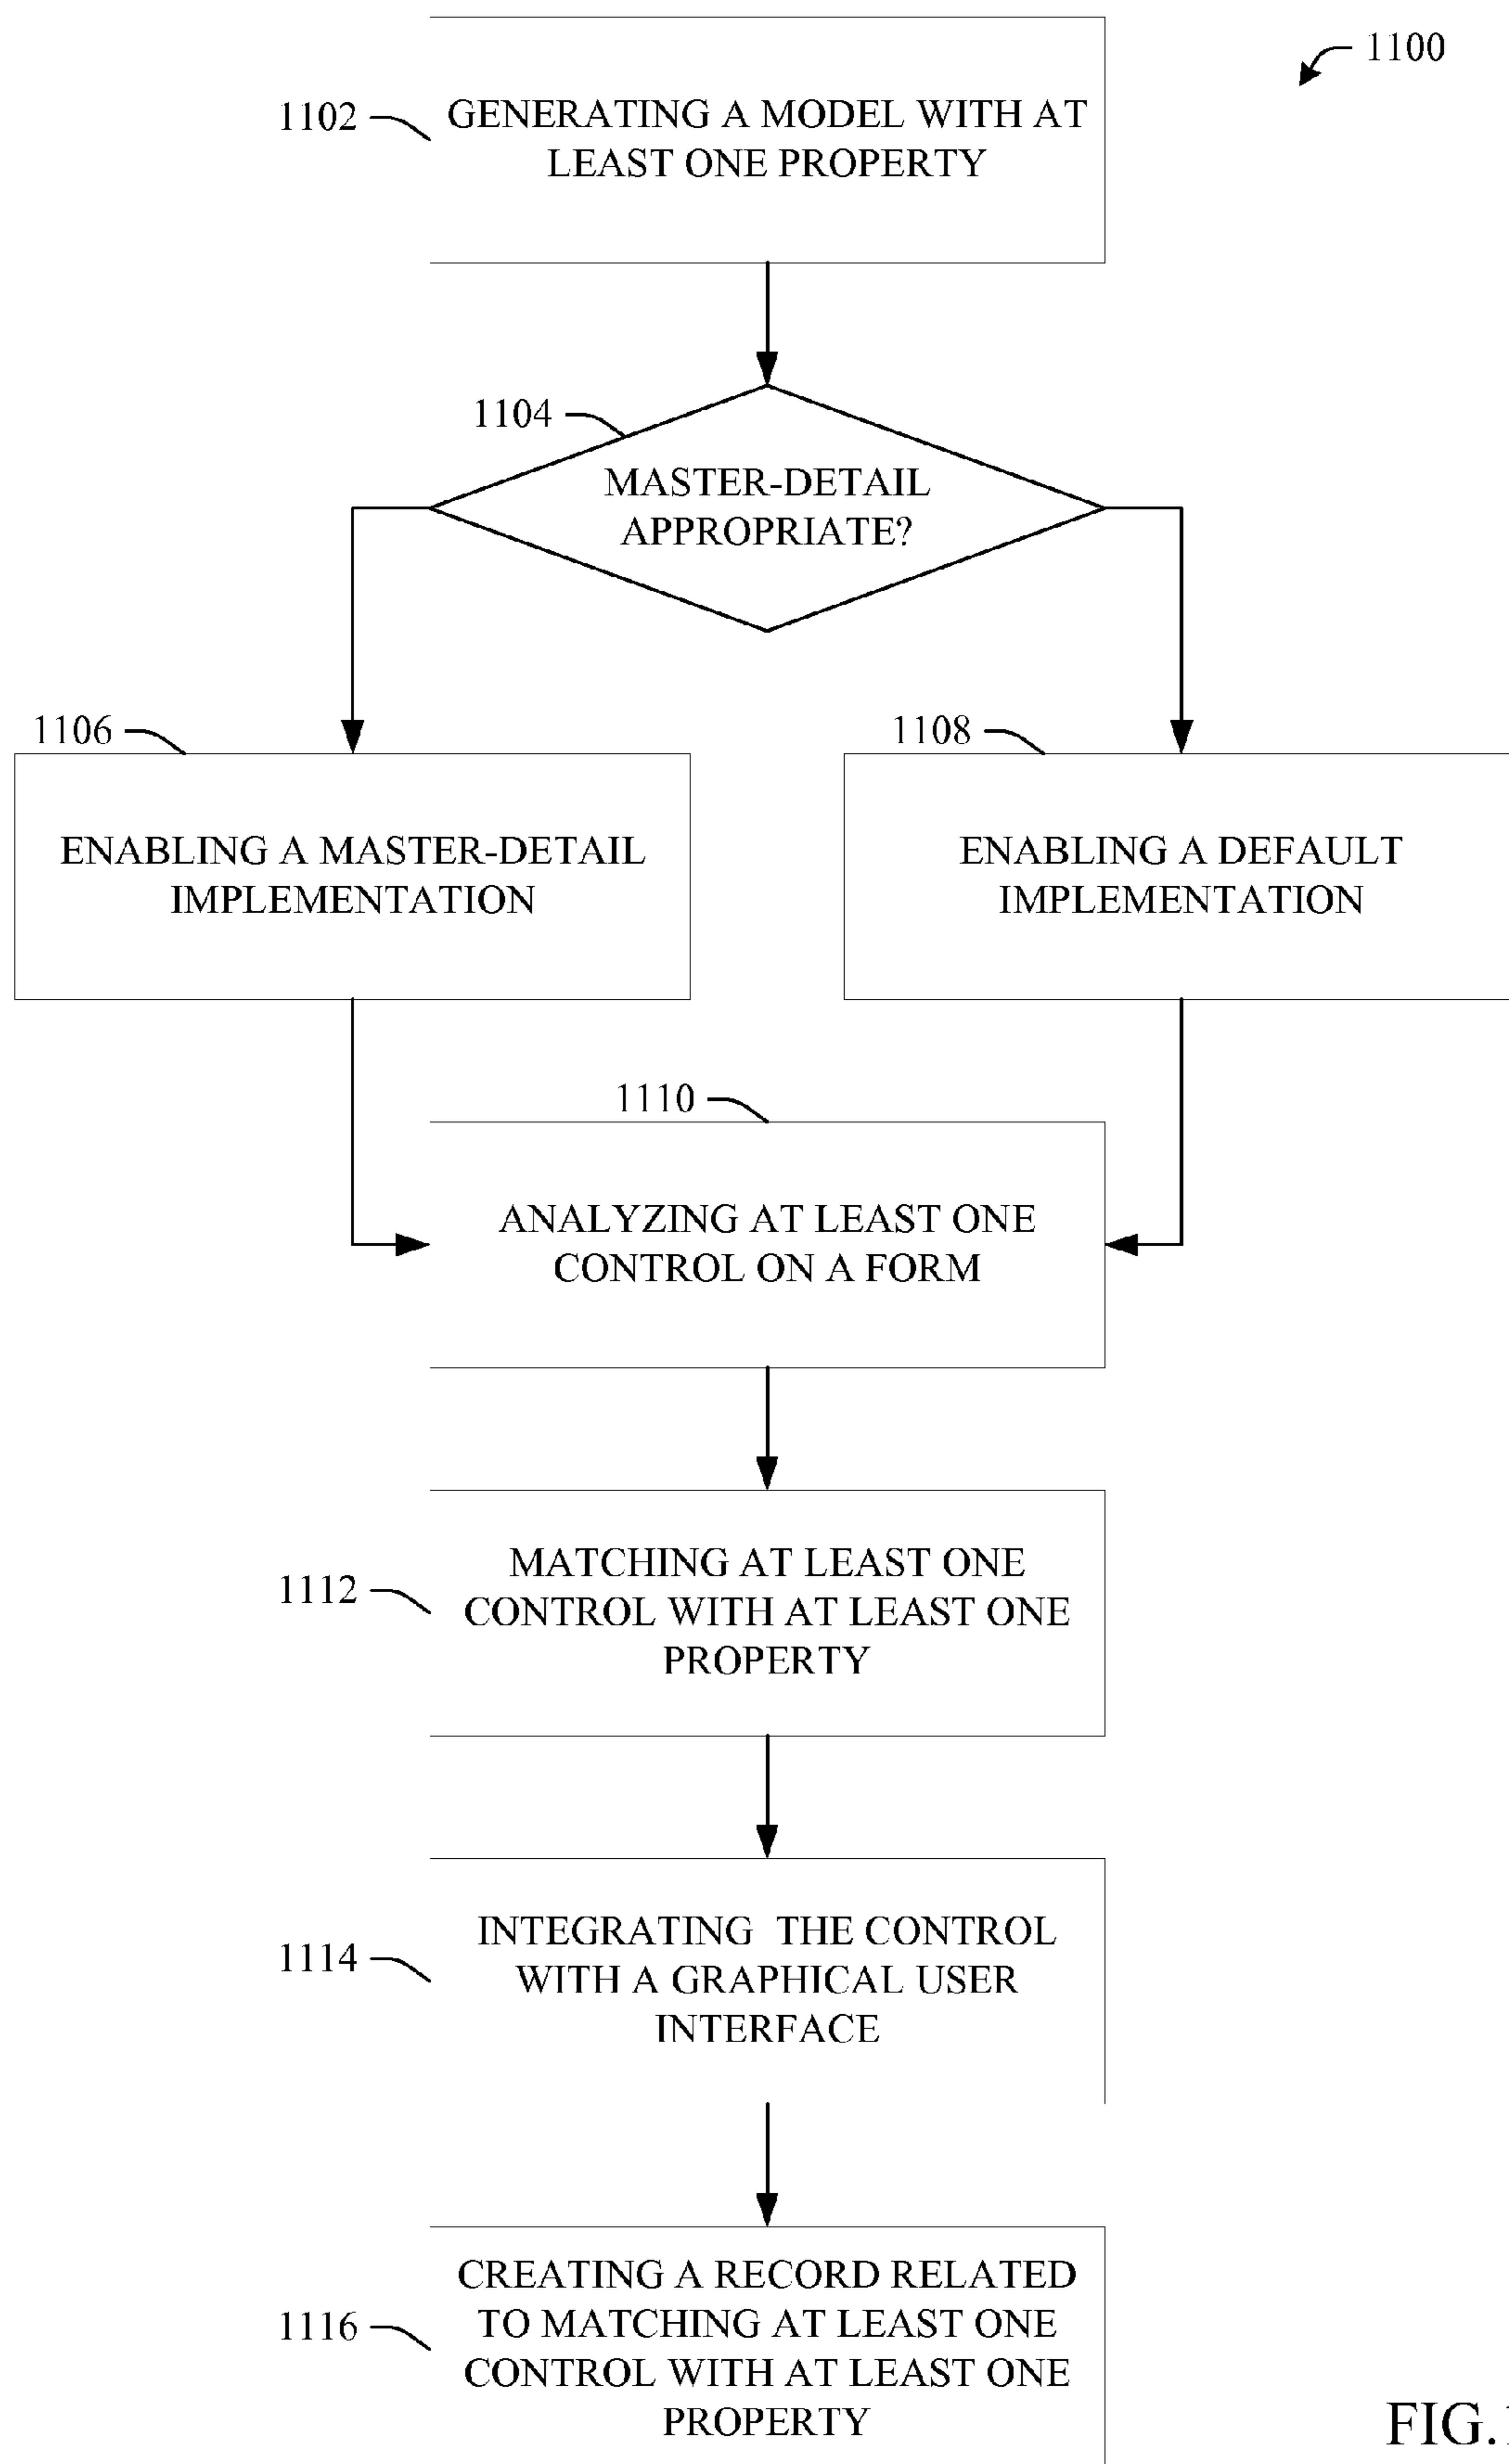 1100
1102
GENERATING A MODEL WITH AT
LEAST ONE PROPERTY
1104
MASTER-DETAIL
APPROPRIATE?
1106
ENABLING A MASTER-DETAIL
IMPLEMENTATION
1108
ENABLING A DEFAULT
IMPLEMENTATION
1110
ANALYZING AT LEAST ONE
CONTROL ON A FORM
1112
MATCHING AT LEAST ONE
CONTROL WITH AT LEAST ONE
PROPERTY
1114
INTEGRATING THE CONTROL
WITH A GRAPHICAL USER
INTERFACE
1116
CREATING A RECORD RELATED
TO MATCHING AT LEAST ONE
CONTROL WITH AT LEAST ONE
PROPERTY
FIG.